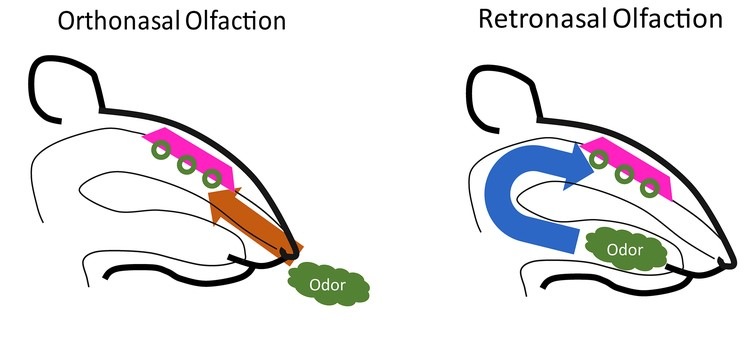 Orthonasal Olfaction
Retronasal Olfaction
Odor
Odor